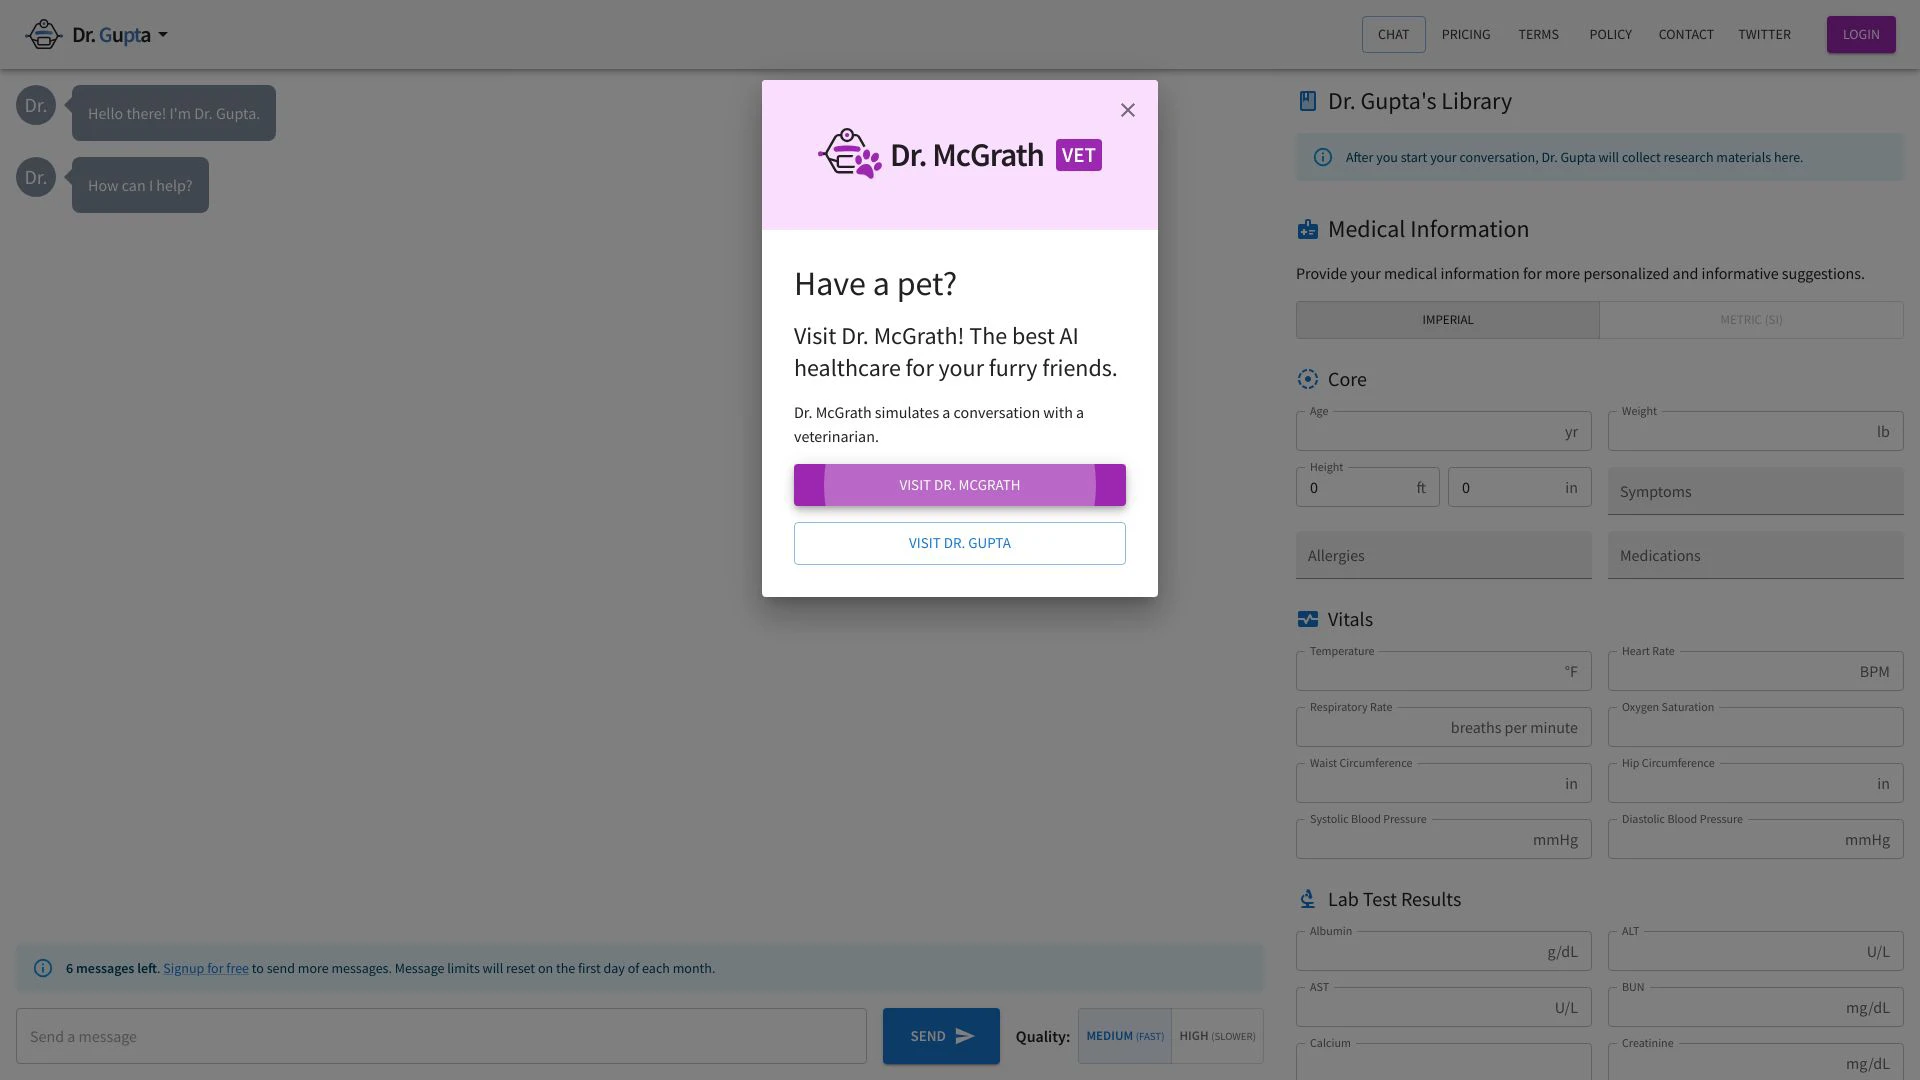 Dr. Gupta
CHAT
PRICING
TERMS
POLICY
CONTACT
TWITTER
LOGIN
Dr.
Hello there! I'm Dr. Gupta.
Dr.
How can I help?
Dr. McGrath VET
Have a pet?
Visit Dr. McGrath! The best AI
healthcare for your furry friends.
Dr. McGrath simulates a conversation with a
veterinarian.
VISIT DR. MCGRATH
VISIT DR. GUPTA
Dr. Gupta's Library
After you start your conversation, Dr. Gupta will collect research materials here.
Medical Information
Provide your medical information for more personalized and informative suggestions.
IMPERIAL
METRIC (SI)
Core
Age
yr
Weight
lb
Height
0 ft
0 in
Symptoms
Allergies
Medications
Vitals
Temperature
°F
Heart Rate
BPM
Respiratory Rate
breaths per minute
Oxygen Saturation
Waist Circumference
in
Hip Circumference
in
Systolic Blood Pressure
mmHg
Diastolic Blood Pressure
mmHg
Lab Test Results
Albumin
g/dL
ALT
U/L
AST
U/L
BUN
mg/dL
Calcium
Creatinine
mg/dL
6 messages left. Signup for free to send more messages. Message limits will reset on the first day of each month.
Send a message
SEND
Quality:
MEDIUM (FAST)
HIGH (SLOWER)